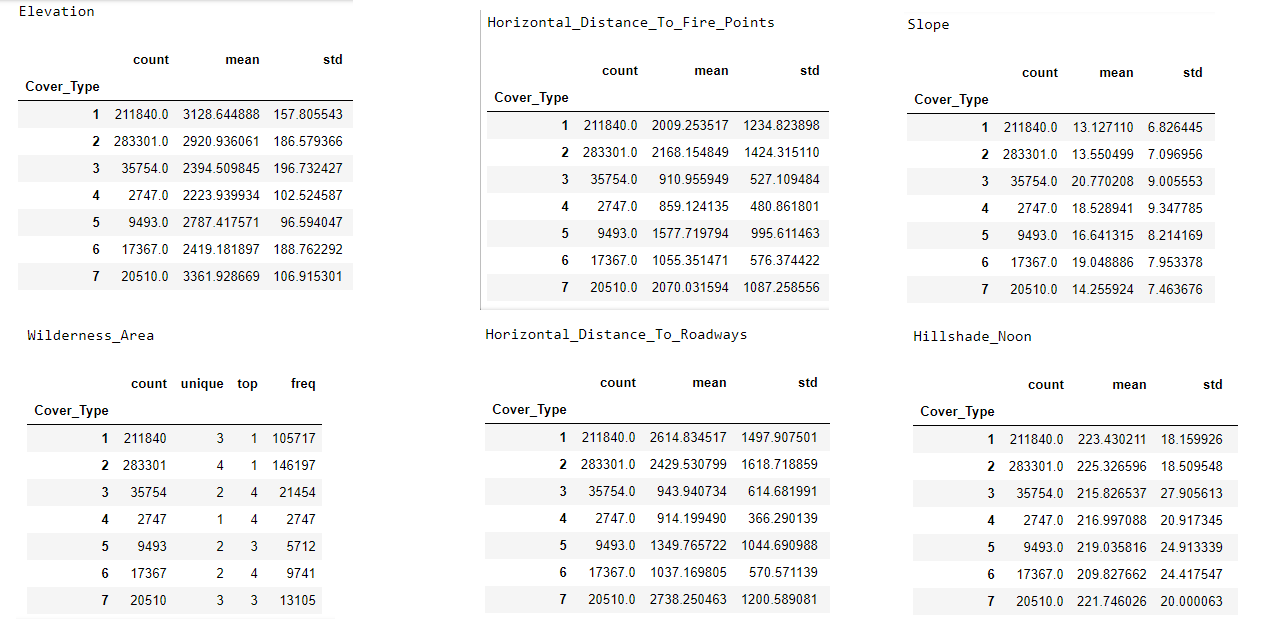 Elevation
count mean std
Cover_Type
1 211840.0 3128.644888 157.805543
2 283301.0 2920.936061 186.579366
3 35754.0 2394.509845 196.732427
4 2747.0 2223.939934 102.524587
5 9493.0 2787.417571 96.594047
6 17367.0 2419.181897 188.762292
7 20510.0 3361.928669 106.915301
Horizontal_Distance_To_Fire_Points
count mean std
Cover_Type
1 211840.0 2009.253517 1234.823898
2 283301.0 2168.154849 1424.315110
3 35754.0 910.955949 527.109484
4 2747.0 859.124135 480.861801
5 9493.0 1577.719794 995.611463
6 17367.0 1055.351471 576.374422
7 20510.0 2070.031594 1087.258556
Slope
count mean std
Cover_Type
1 211840.0 13.127110 6.826445
2 283301.0 13.550499 7.096956
3 35754.0 20.770208 9.005553
4 2747.0 18.528941 9.347785
5 9493.0 16.641315 8.214169
6 17367.0 19.048886 7.953378
7 20510.0 14.255924 7.463676
Wilderness_Area
count unique top freq
Cover_Type
1 211840 3 1 105717
2 283301 4 1 146197
3 35754 2 4 21454
4 2747 1 4 2747
5 9493 2 3 5712
6 17367 2 4 9741
7 20510 3 3 13105
Horizontal_Distance_To_Roadways
count mean std
Cover_Type
1 211840.0 2614.834517 1497.907501
2 283301.0 2429.530799 1618.718859
3 35754.0 943.940734 614.681991
4 2747.0 914.199490 366.290139
5 9493.0 1349.765722 1044.690988
6 17367.0 1037.169805 570.571139
7 20510.0 2738.250463 1200.589081
Hillshade_Noon
count mean std
Cover_Type
1 211840.0 223.430211 18.159926
2 283301.0 225.326596 18.509548
3 35754.0 215.826537 27.905613
4 2747.0 216.997088 20.917345
5 9493.0 219.035816 24.913339
6 17367.0 209.827662 24.417547
7 20510.0 221.746026 20.000063